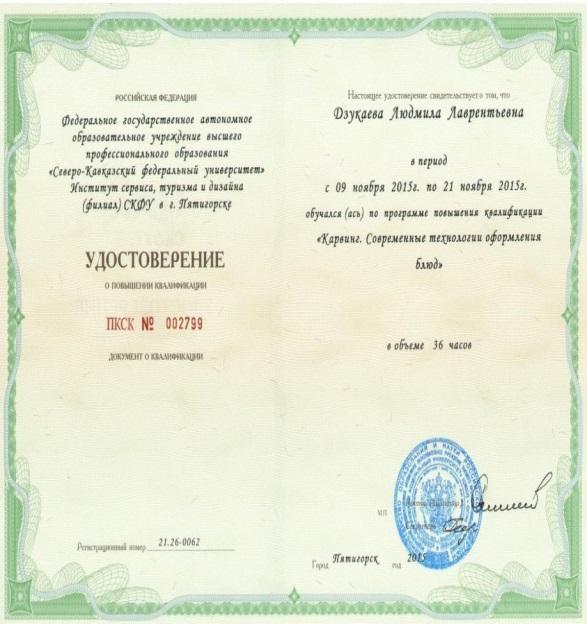 РОССИЙСКАЯ ФЕДЕРАЦИЯ
Федеральное государственное автономное
образовательное учреждение высшего
профессионального образования
«Северо-Кавказский федеральный университет»
Институт сервиса, туризма и дизайна
(филиал) СКФУ в г. Пятигорске
УДОСТОВЕРЕНИЕ
О ПОВЫШЕНИИ КВАЛИФИКАЦИИ
ПКСК № 002799
ДОКУМЕНТ О КВАЛИФИКАЦИИ
Регистрационный номер 21.26-0062
Настоящее удостоверение свидетельствует о том, что
Дзукаева Людмила Лаврентьевна
в период
с 09 ноября 2015г. по 21 ноября 2015г.
обучался (ась) по программе повышения квалификации
«Карвинг. Современные технологии оформления
блюд»
в объеме 36 часов
М.П.
Секретарь
Город Пятигорск год 2015